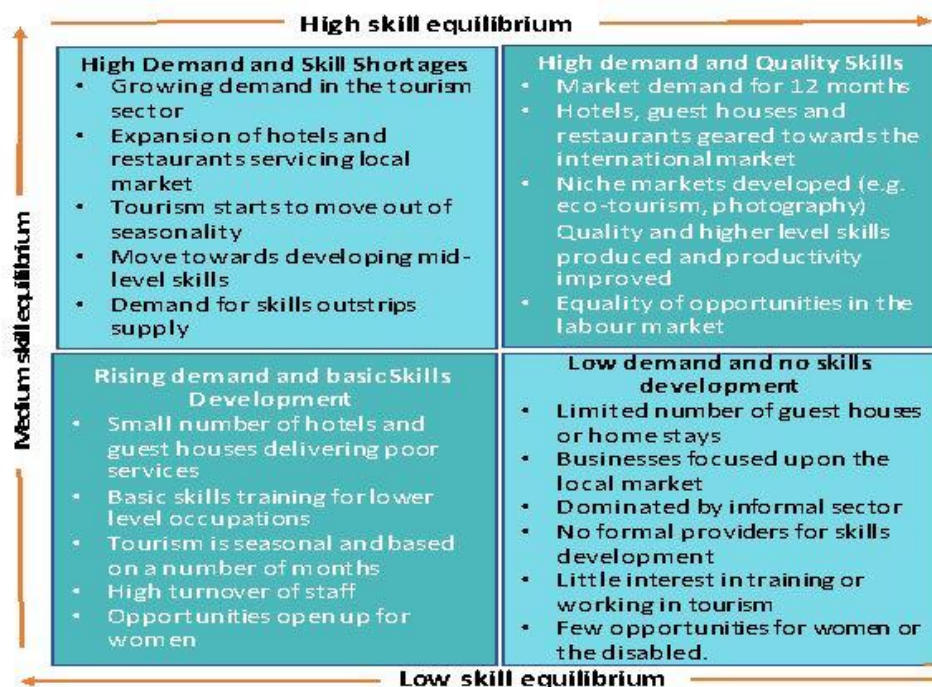 High skill equilibrium
Medium skill equilibrium
High Demand and Skill Shortages
• Growing demand in the tourism
sector
• Expansion of hotels and
restaurants servicing local
market
• Tourism starts to move out of
seasonality
• Move towards developing mid-
level skills
• Demand for skills outstrips
supply
High demand and Quality Skills
• Market demand for 12 months
• Hotels, guest houses and
restaurants geared towards the
international market
• Niche markets developed (e.g.
eco-tourism, photography)
Quality and higher level skills
produced and productivity
improved
• Equality of opportunities in the
labour market
Rising demand and basic Skills
Development
• Small number of hotels and
guest houses delivering poor
services
• Basic skills training for lower
level occupations
• Tourism is seasonal and based
on a number of months
• High turnover of staff
• Opportunities open up for
women
Low demand and no skills
development
• Limited number of guest houses
or home stays
• Businesses focused upon the
local market
• Dominated by informal sector
• No formal providers for skills
development
• Little interest in training or
working in tourism
• Few opportunities for women or
the disabled.
Low skill equilibrium